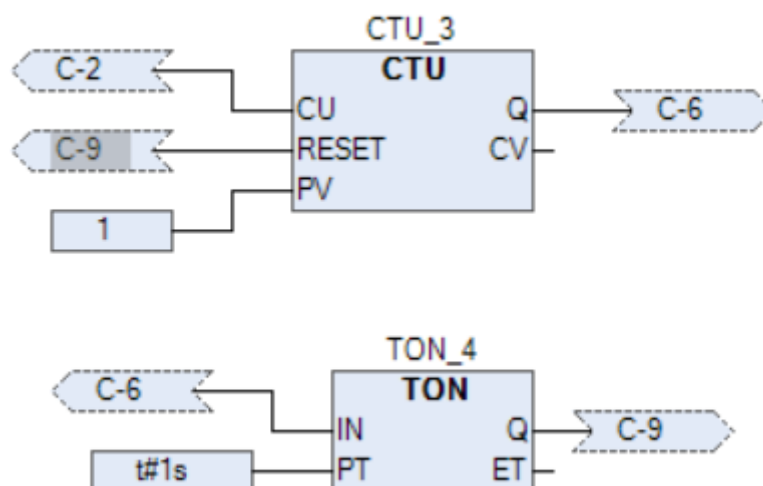 CTU_3
CTU
C-2
CU
Q
C-6
C-9
RESET
CV
PV
1
TON_4
TON
C-6
IN
Q
C-9
t#1s
PT
ET